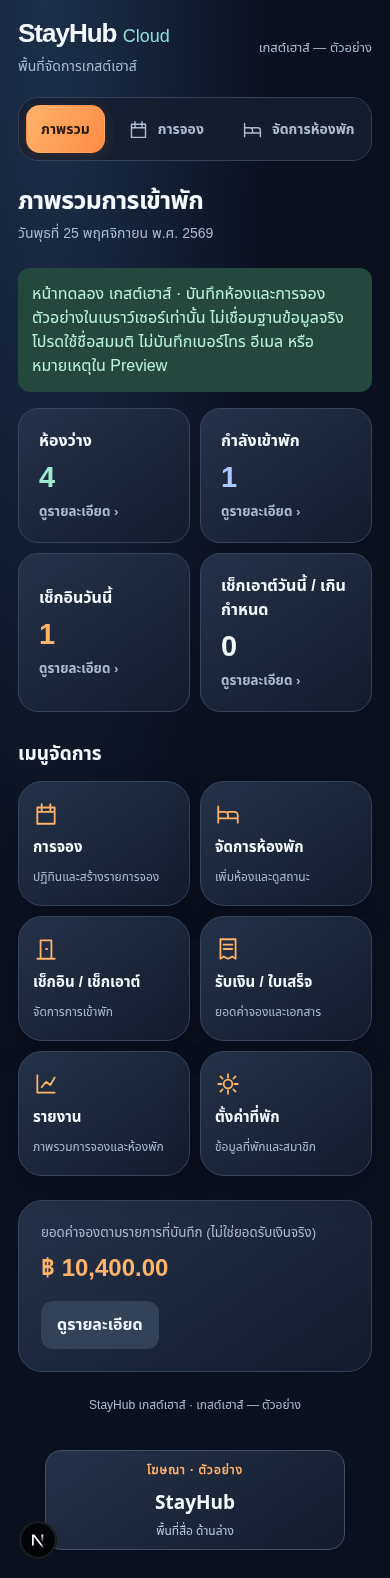 StayHub Cloud
พื้นที่จัดการเกสต์เฮาส์
เกสต์เฮาส์ — ตัวอย่าง
ภาพรวม
การจอง
จัดการห้องพัก
ภาพรวมการเข้าพัก
วันพุธที่ 25 พฤศจิกายน พ.ศ. 2569
หน้าทดลอง เกสต์เฮาส์ · บันทึกห้องและการจอง
ตัวอย่างในเบราว์เซอร์เท่านั้น ไม่เชื่อมฐานข้อมูลจริง
โปรดใช้ชื่อสมมติ ไม่บันทึกเบอร์โทร อีเมล หรือ
หมายเหตุใน Preview
ห้องว่าง
4
ดูรายละเอียด ›
กำลังเข้าพัก
1
ดูรายละเอียด ›
เช็กอินวันนี้
1
ดูรายละเอียด ›
เช็กเอาต์วันนี้ / เกิน
กำหนด
0
ดูรายละเอียด ›
เมนูจัดการ
การจอง
ปฏิทินและสร้างรายการจอง
จัดการห้องพัก
เพิ่มห้องและดูสถานะ
เช็กอิน / เช็กเอาต์
จัดการการเข้าพัก
รับเงิน / ใบเสร็จ
ยอดค่าจองและเอกสาร
รายงาน
ภาพรวมการจองและห้องพัก
ตั้งค่าที่พัก
ข้อมูลที่พักและสมาชิก
ยอดค่าจองตามรายการที่บันทึก (ไม่ใช่ยอดรับเงินจริง)
฿ 10,400.00
ดูรายละเอียด
StayHub เกสต์เฮาส์ · เกสต์เฮาส์ — ตัวอย่าง
โฆษณา · ตัวอย่าง
StayHub
พื้นที่สื่อ ด้านล่าง
N